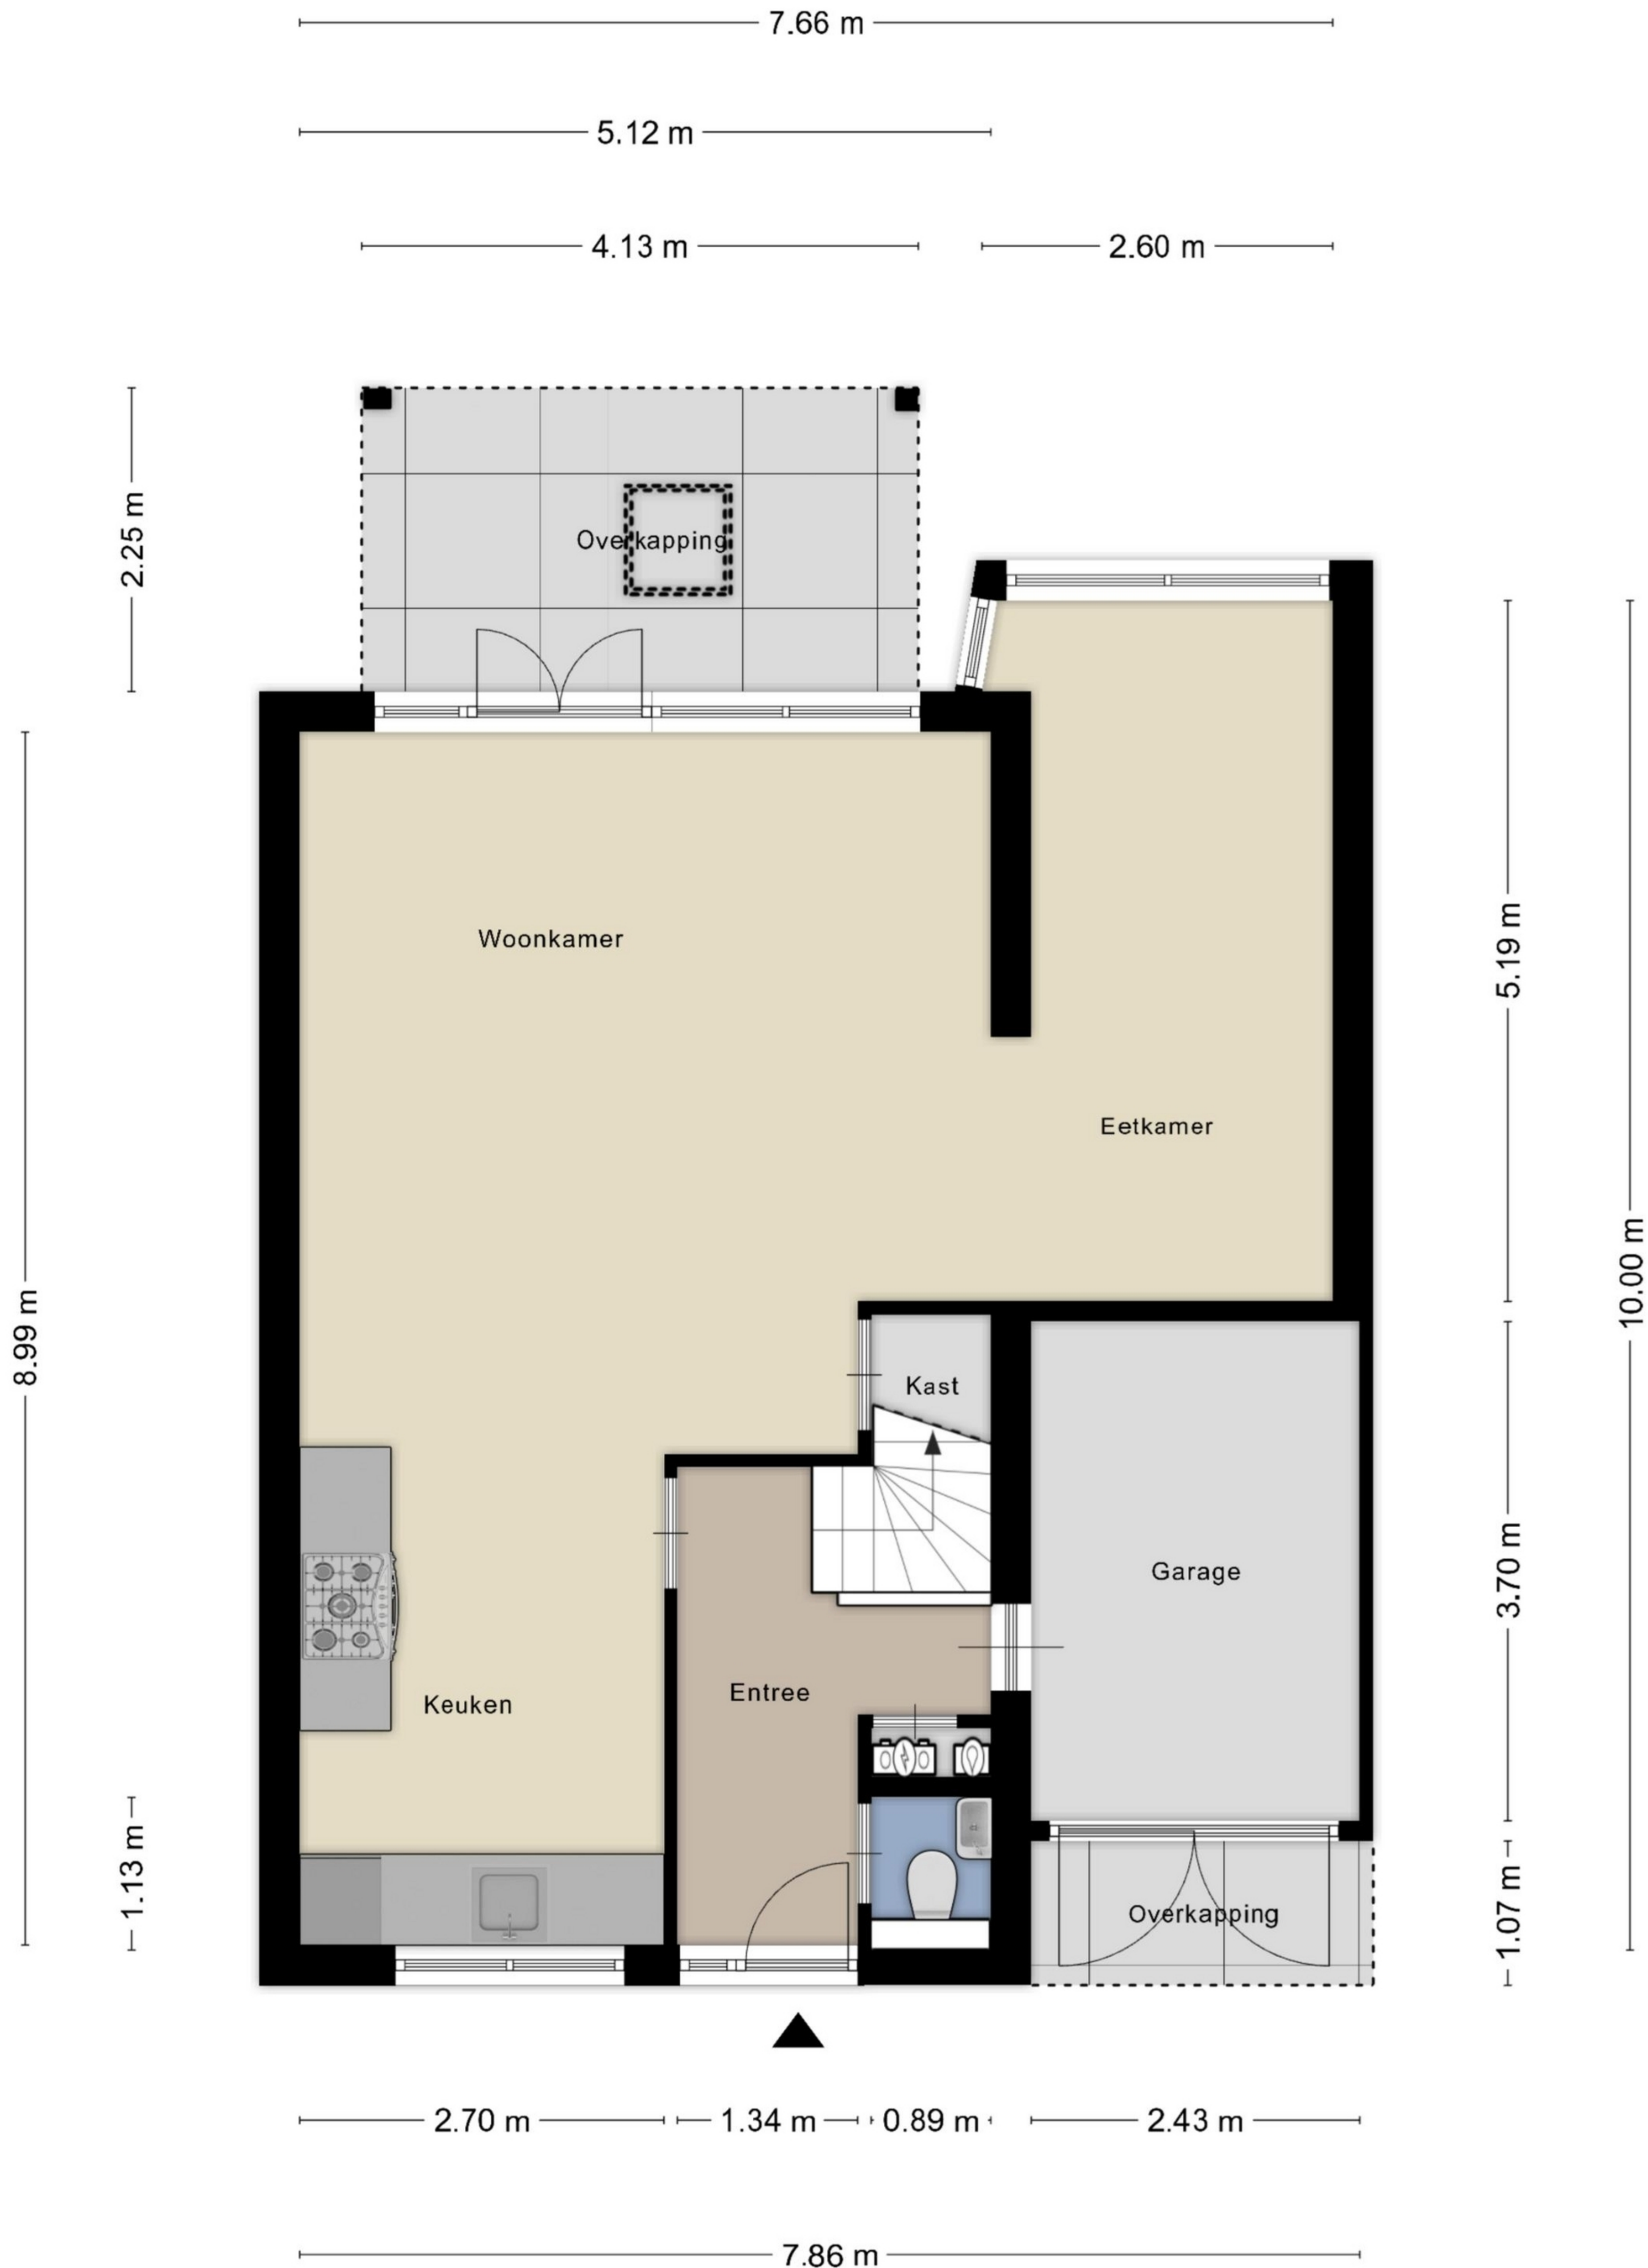 7.66 m
5.12 m
4.13 m
2.60 m
2.25 m
Overkapping
Woonkamer
5.19 m
Eetkamer
10.00 m
8.99 m
Kast
Garage
3.70 m
Entree
Keuken
1.13 m
Overkapping
1.07 m
2.70 m
1.34 m
0.89 m
2.43 m
7.86 m